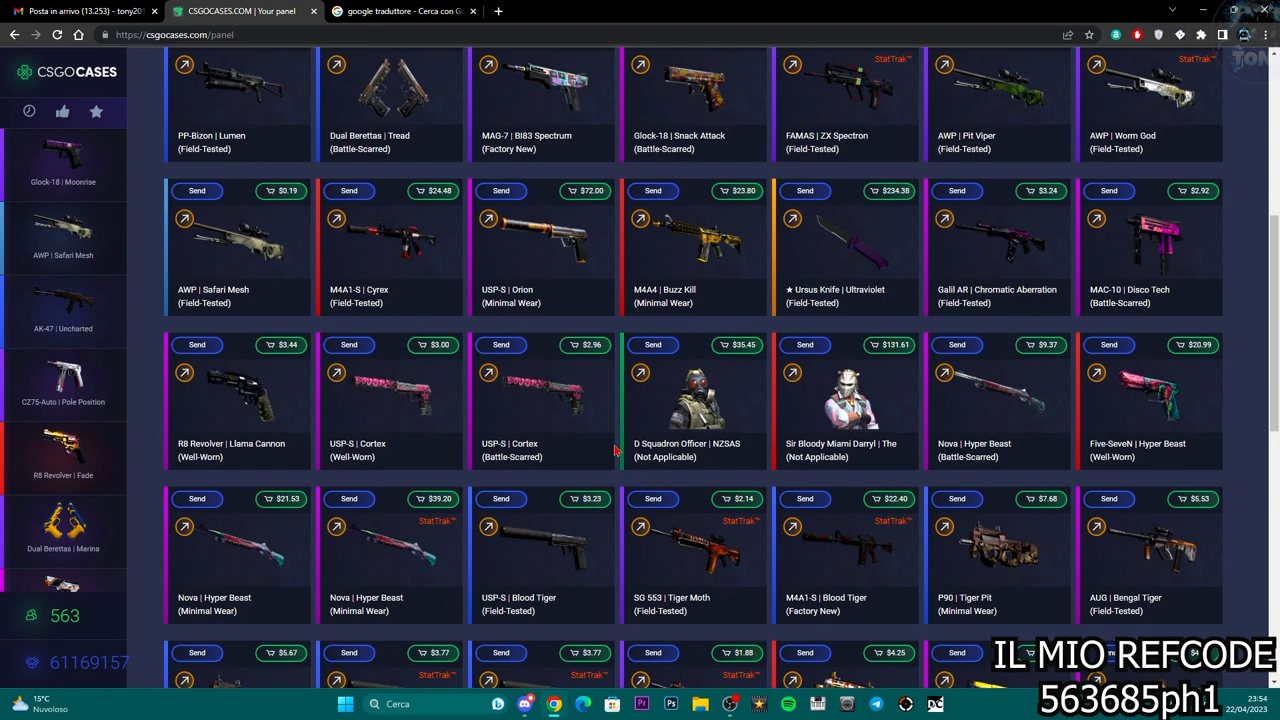 Posta in arrivo (13.253) - tony201
CSGOCASES.COM | Your panel
google traduttore - Cerca con G
https://csgocases.com/panel
CSGOCASES
Glock-18 | Moonrise
AWP | Safari Mesh
AK-47 | Uncharted
CZ75-Auto | Pole Position
R8 Revolver | Fade
Dual Berettas | Marina
563
61169157
StatTrak™ StatTrak™
PP-Bizon | Lumen Dual Berettas | Tread MAG-7 | BI83 Spectrum Glock-18 | Snack Attack FAMAS | ZX Spectron AWP | Pit Viper AWP | Worm God
(Field-Tested) (Battle-Scarred) (Factory New) (Battle-Scarred) (Field-Tested) (Field-Tested) (Field-Tested)
Send $0.19 Send $24.48 Send $72.00 Send $23.80 Send $234.38 Send $3.24 Send $2.92
AWP | Safari Mesh M4A1-S | Cyrex USP-S | Orion M4A4 | Buzz Kill ★ Ursus Knife | Ultraviolet Galil AR | Chromatic Aberration MAC-10 | Disco Tech
(Field-Tested) (Field-Tested) (Minimal Wear) (Minimal Wear) (Field-Tested) (Field-Tested) (Battle-Scarred)
Send $3.44 Send $3.00 Send $2.96 Send $35.45 Send $131.61 Send $9.37 Send $20.99
R8 Revolver | Llama Cannon USP-S | Cortex USP-S | Cortex D Squadron Officer | NZSAS Sir Bloody Miami Darryl | The Nova | Hyper Beast Five-SeveN | Hyper Beast
(Well-Worn) (Well-Worn) (Battle-Scarred) (Not Applicable) (Not Applicable) (Battle-Scarred) (Well-Worn)
Send $21.53 Send $39.20 Send $3.23 Send $2.14 Send $22.40 Send $7.68 Send $5.53
StatTrak™ StatTrak™ StatTrak™
Nova | Hyper Beast Nova | Hyper Beast USP-S | Blood Tiger SG 553 | Tiger Moth M4A1-S | Blood Tiger P90 | Tiger Pit AUG | Bengal Tiger
(Minimal Wear) (Minimal Wear) (Field-Tested) (Field-Tested) (Factory New) (Minimal Wear) (Field-Tested)
Send $5.67 Send $3.77 Send $3.77 Send $1.88 Send $4.25 Send
StatTrak™ StatTrak™ StatTrak™
IL MIO REFCODE
563685ph1
15°C
Nuvoloso
Cerca
23:54
22/04/2023